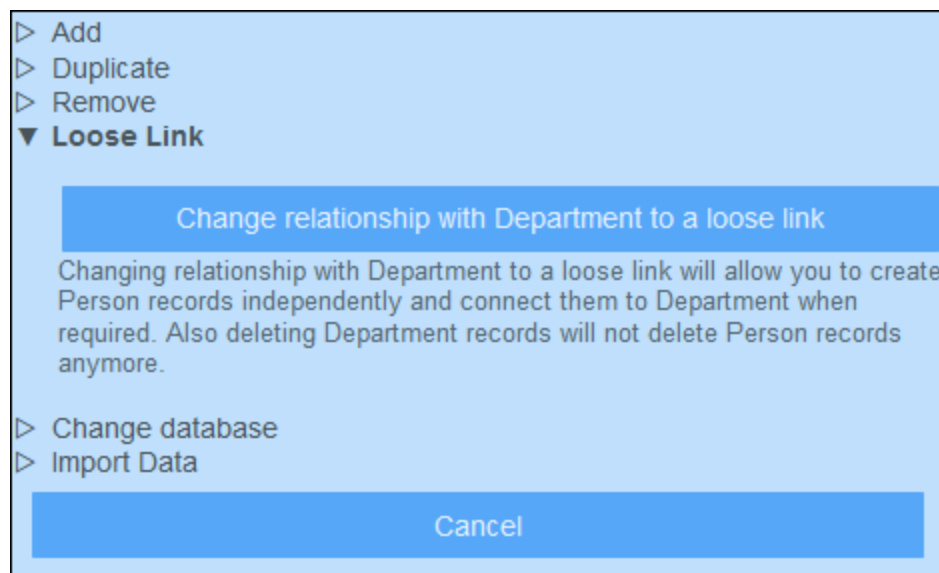 Add
Duplicate
Remove
Loose Link
Change relationship with Department to a loose link
Changing relationship with Department to a loose link will allow you to create
Person records independently and connect them to Department when
required. Also deleting Department records will not delete Person records
anymore.
Change database
Import Data
Cancel